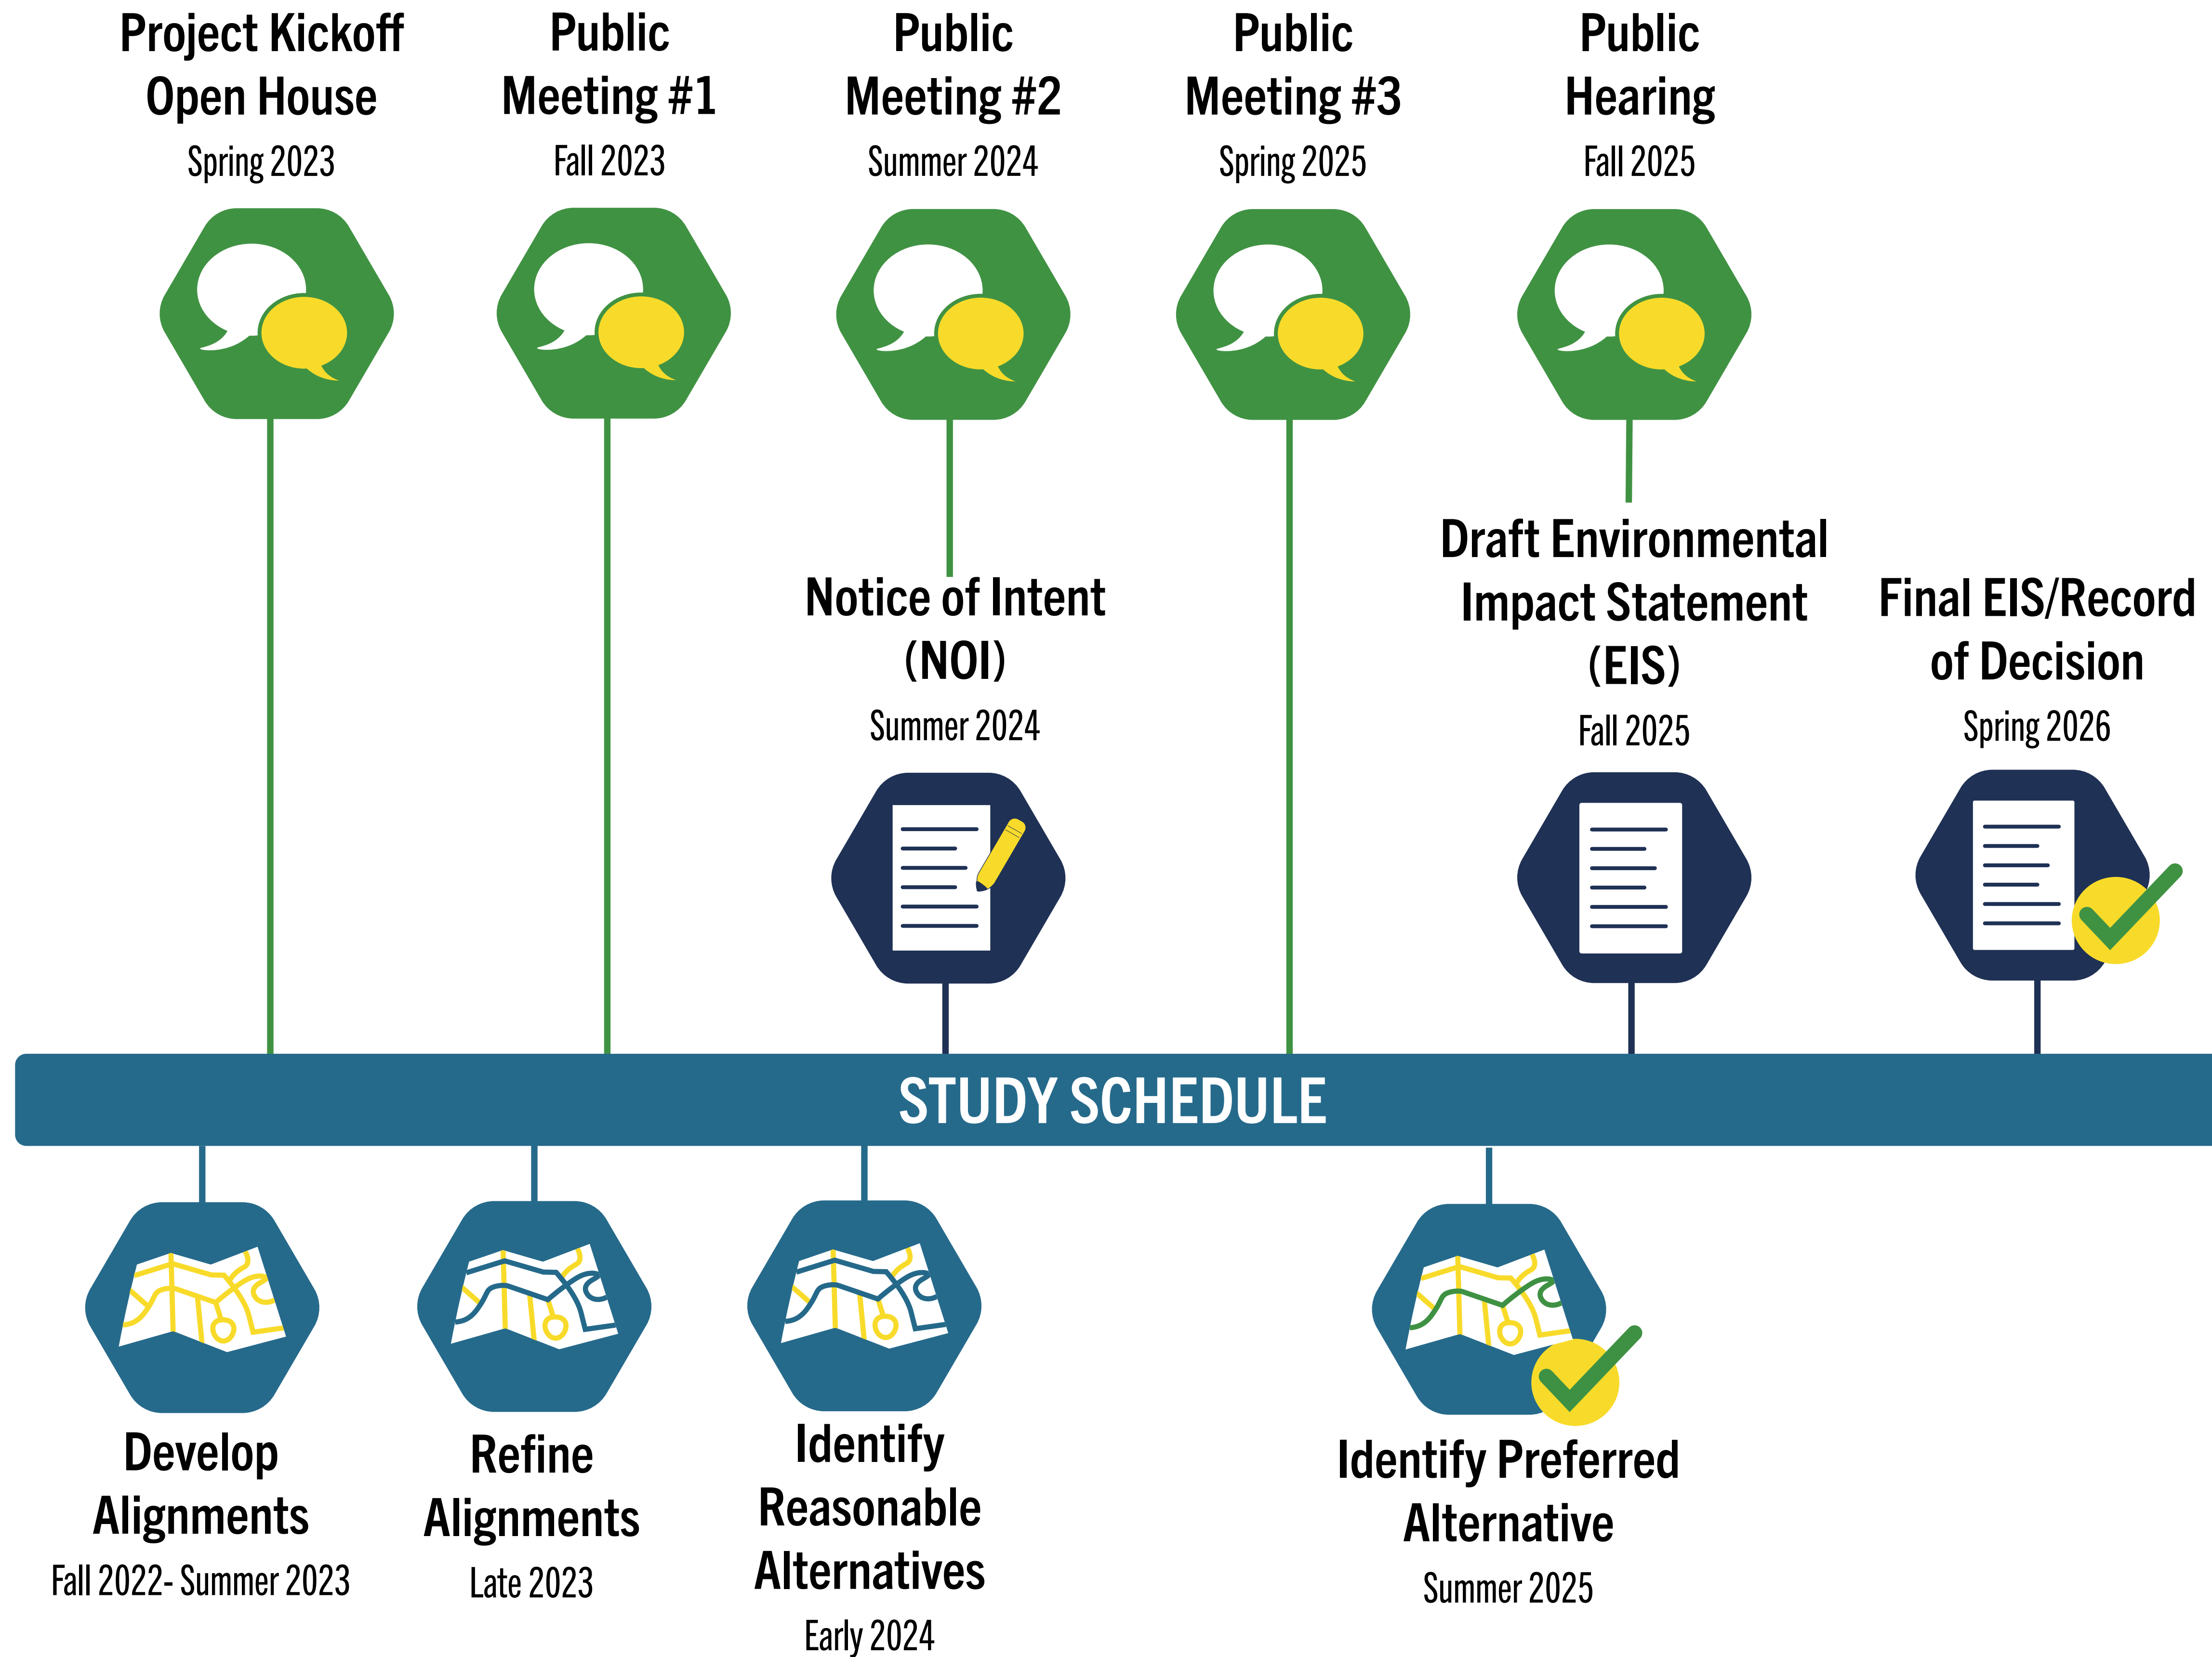 Project Kickoff
Open House
Spring 2023
Public
Meeting #1
Fall 2023
Public
Meeting #2
Summer 2024
Public
Meeting #3
Spring 2025
Public
Hearing
Fall 2025
Notice of Intent
(NOI)
Summer 2024
Draft Environmental
Impact Statement
(EIS)
Fall 2025
Final EIS/Record
of Decision
Spring 2026
STUDY SCHEDULE
Develop
Alignments
Fall 2022- Summer 2023
Refine
Alignments
Late 2023
Identify
Reasonable
Alternatives
Early 2024
Identify Preferred
Alternative
Summer 2025